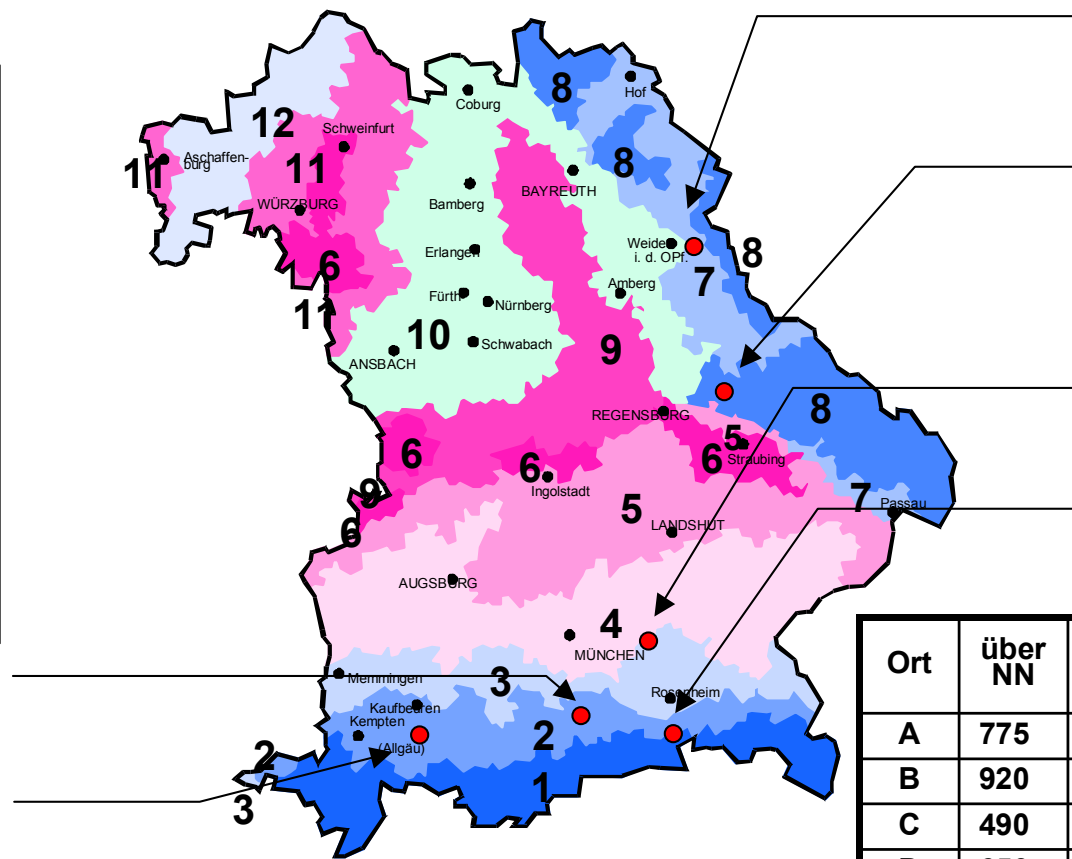 8
Hof
Coburg
12
Schweinfurt
8
11
Aschaffen-
burg
11
BAYREUTH
WÜRZBURG
Bamberg
Weide
i. d. OPf.
8
Erlangen
6
7
Amberg
Fürth
Nürnberg
11
10
Schwabach
9
ANSBACH
8
REGENSBURG
5
6
6
6
Straubing
Ingolstadt
9
7
Passau
5
LANDSHUT
6
AUGSBURG
4
MÜNCHEN
Memmingen
3
Rosenheim
Kaufbeuren
Kempten
(Allgäu)
2
2
1
3
Ort über NN
A 775
B 920
C 490